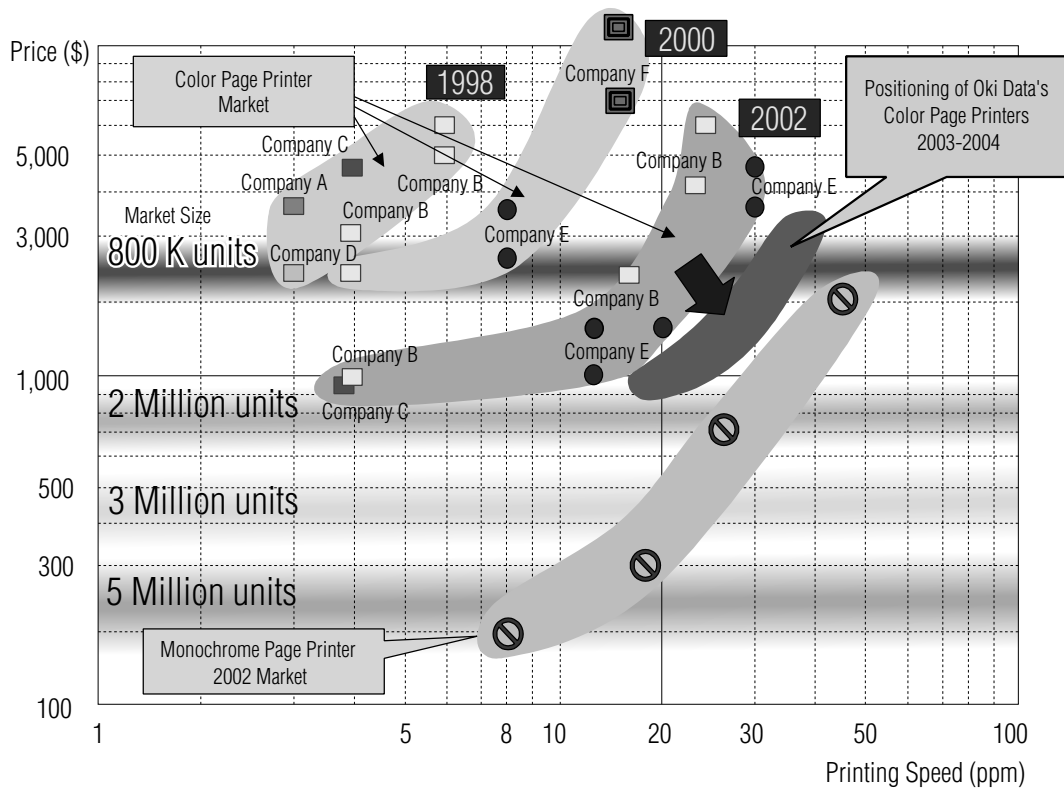 Price ($)
2000
Company F
Color Page Printer
Market
1998
Positioning of Oki Data's
Color Page Printers
2003-2004
2002
5,000
Company C
Company B
Company A
Company B
Company E
Market Size
Company B
3,000
Company E
800 K units
Company D
Company B
Company B
Company E
1,000
Company C
2 Million units
500
3 Million units
300
5 Million units
Monochrome Page Printer
2002 Market
100
1
5
8
10
20
30
50
100
Printing Speed (ppm)